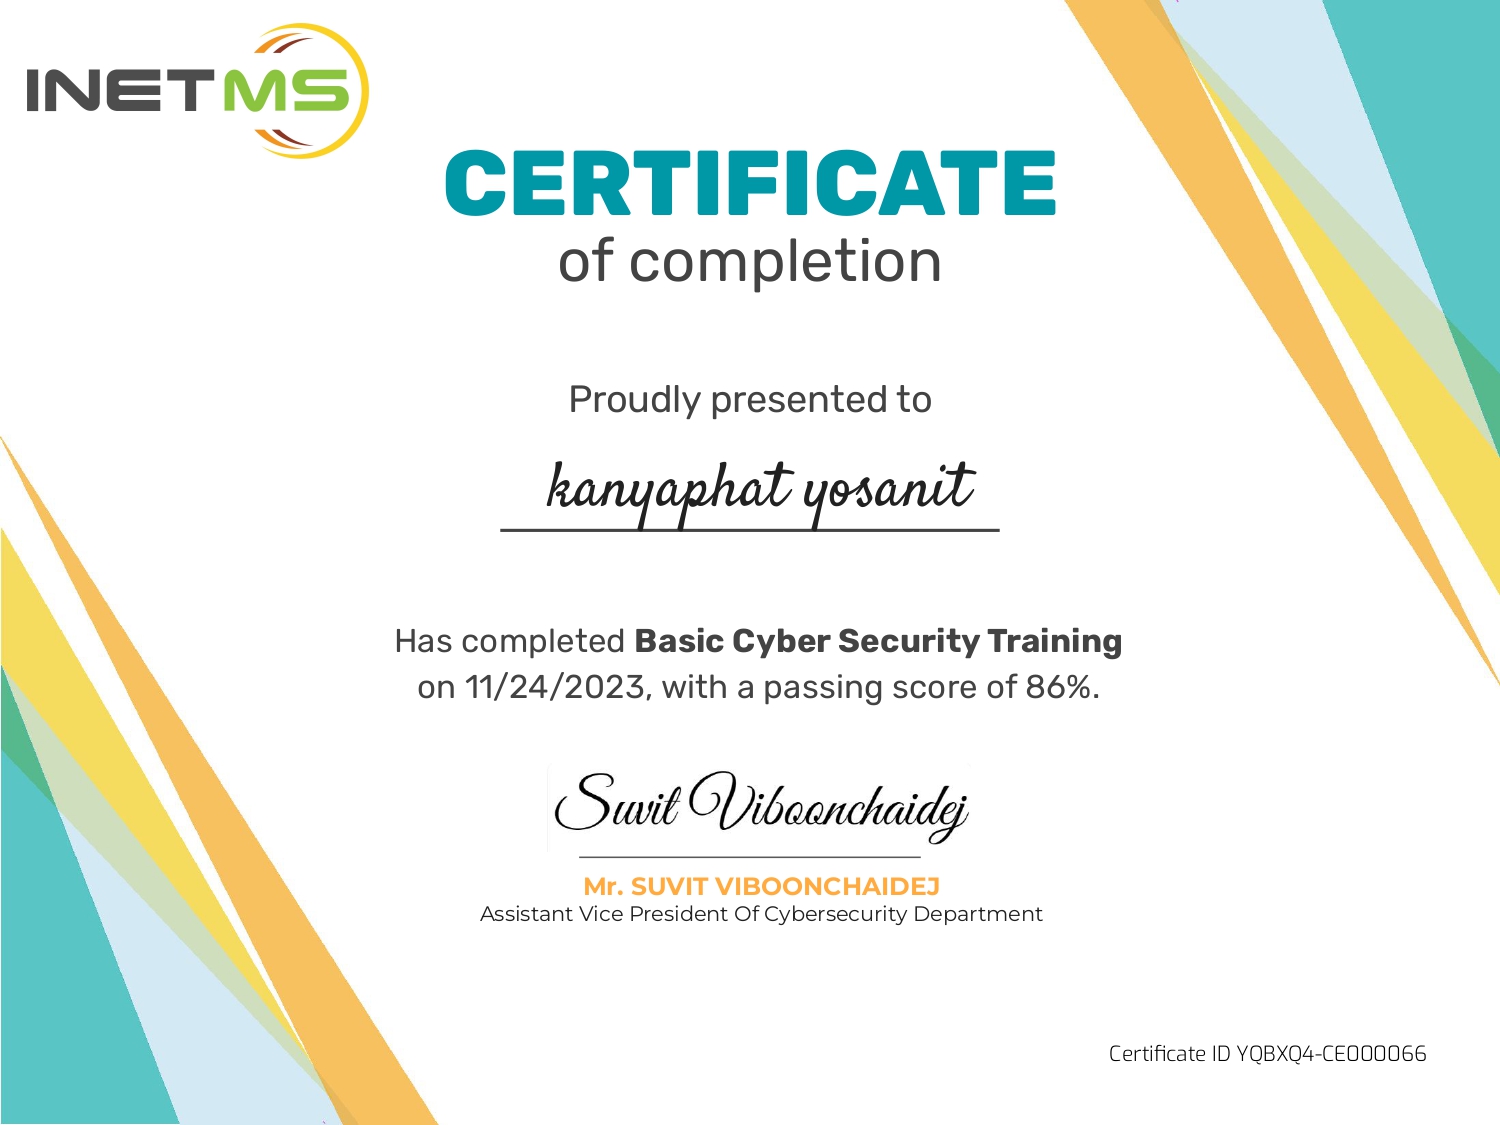 INETMS
CERTIFICATE
of completion
Proudly presented to
kanyaphat yosanit
Has completed Basic Cyber Security Training
on 11/24/2023, with a passing score of 86%.
Suvit Viboonchaidej
Mr. SUVIT VIBOONCHAIDEJ
Assistant Vice President Of Cybersecurity Department
Certificate ID YQBXQ4-CE000066